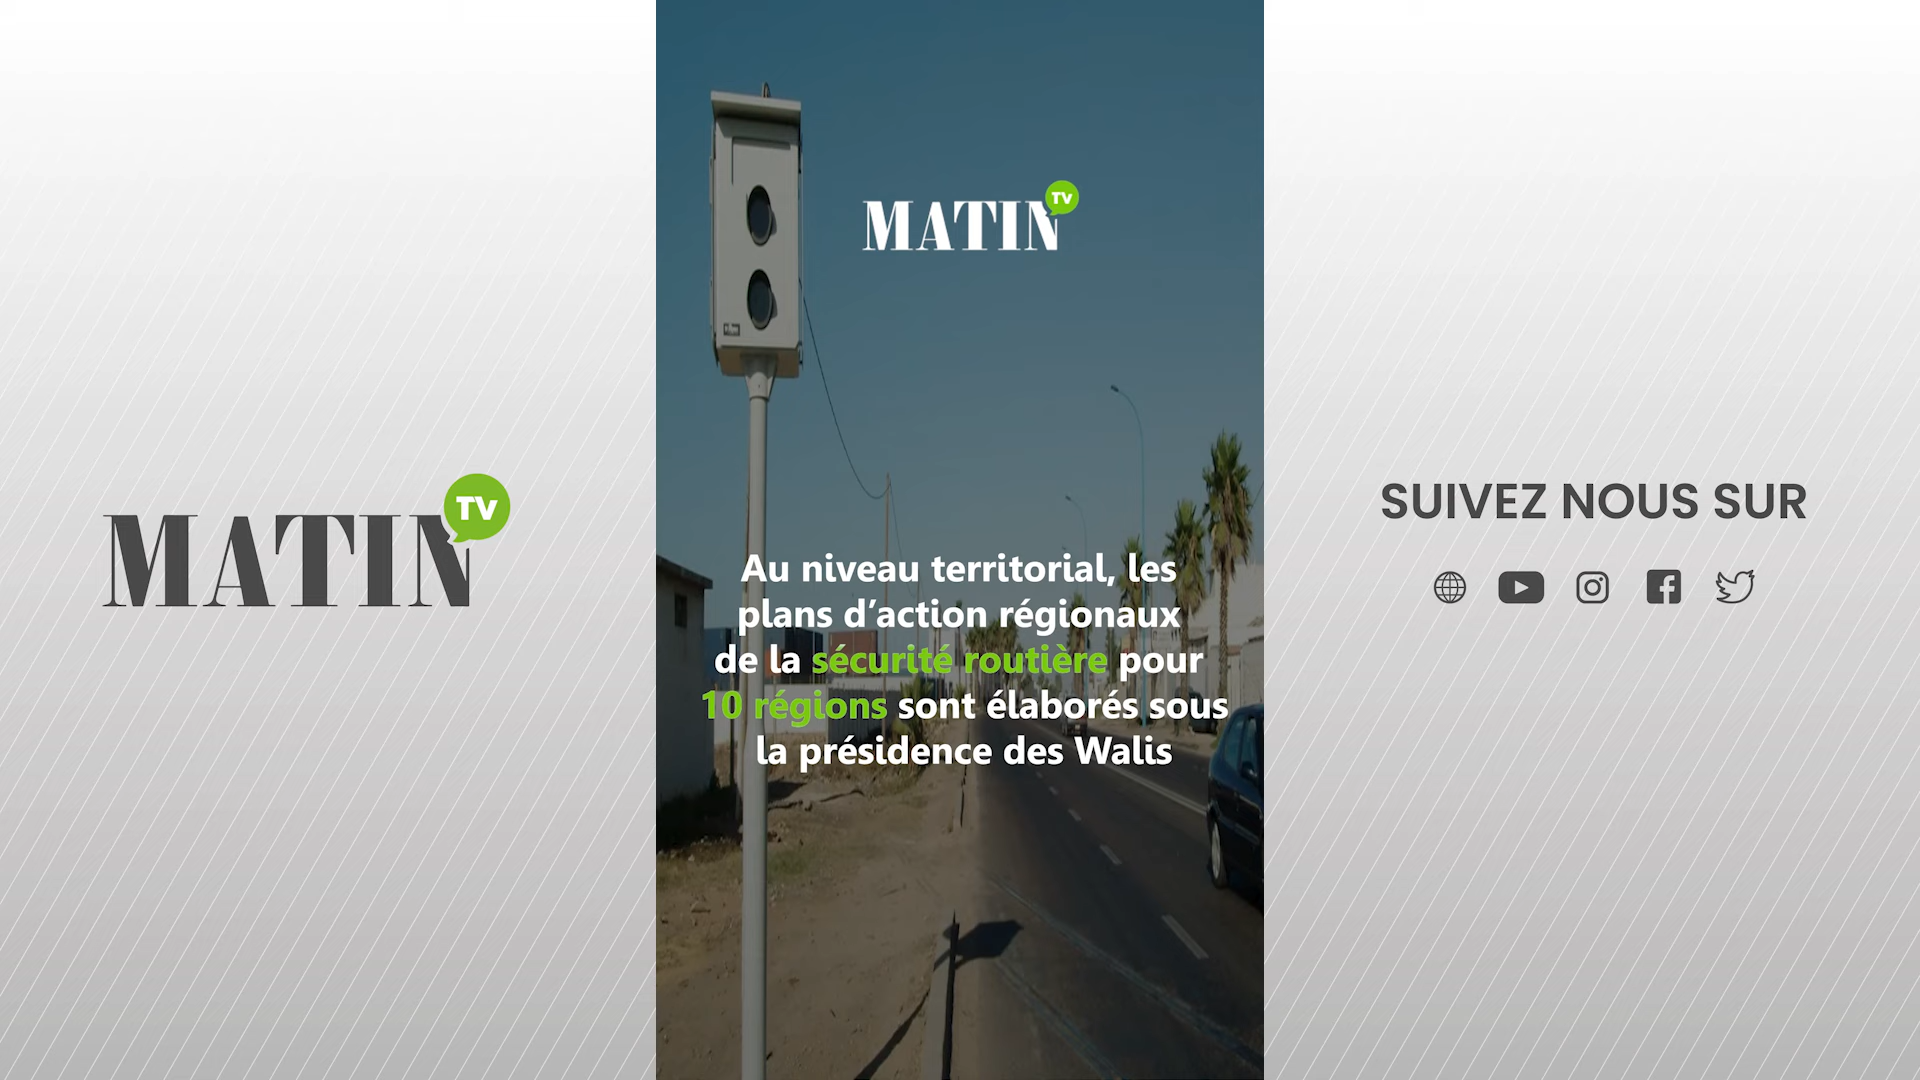 MATIN TV
MATIN TV
Au niveau territorial, les
plans d’action régionaux
de la sécurité routière pour
10 régions sont élaborés sous
la présidence des Walis
SUIVEZ NOUS SUR